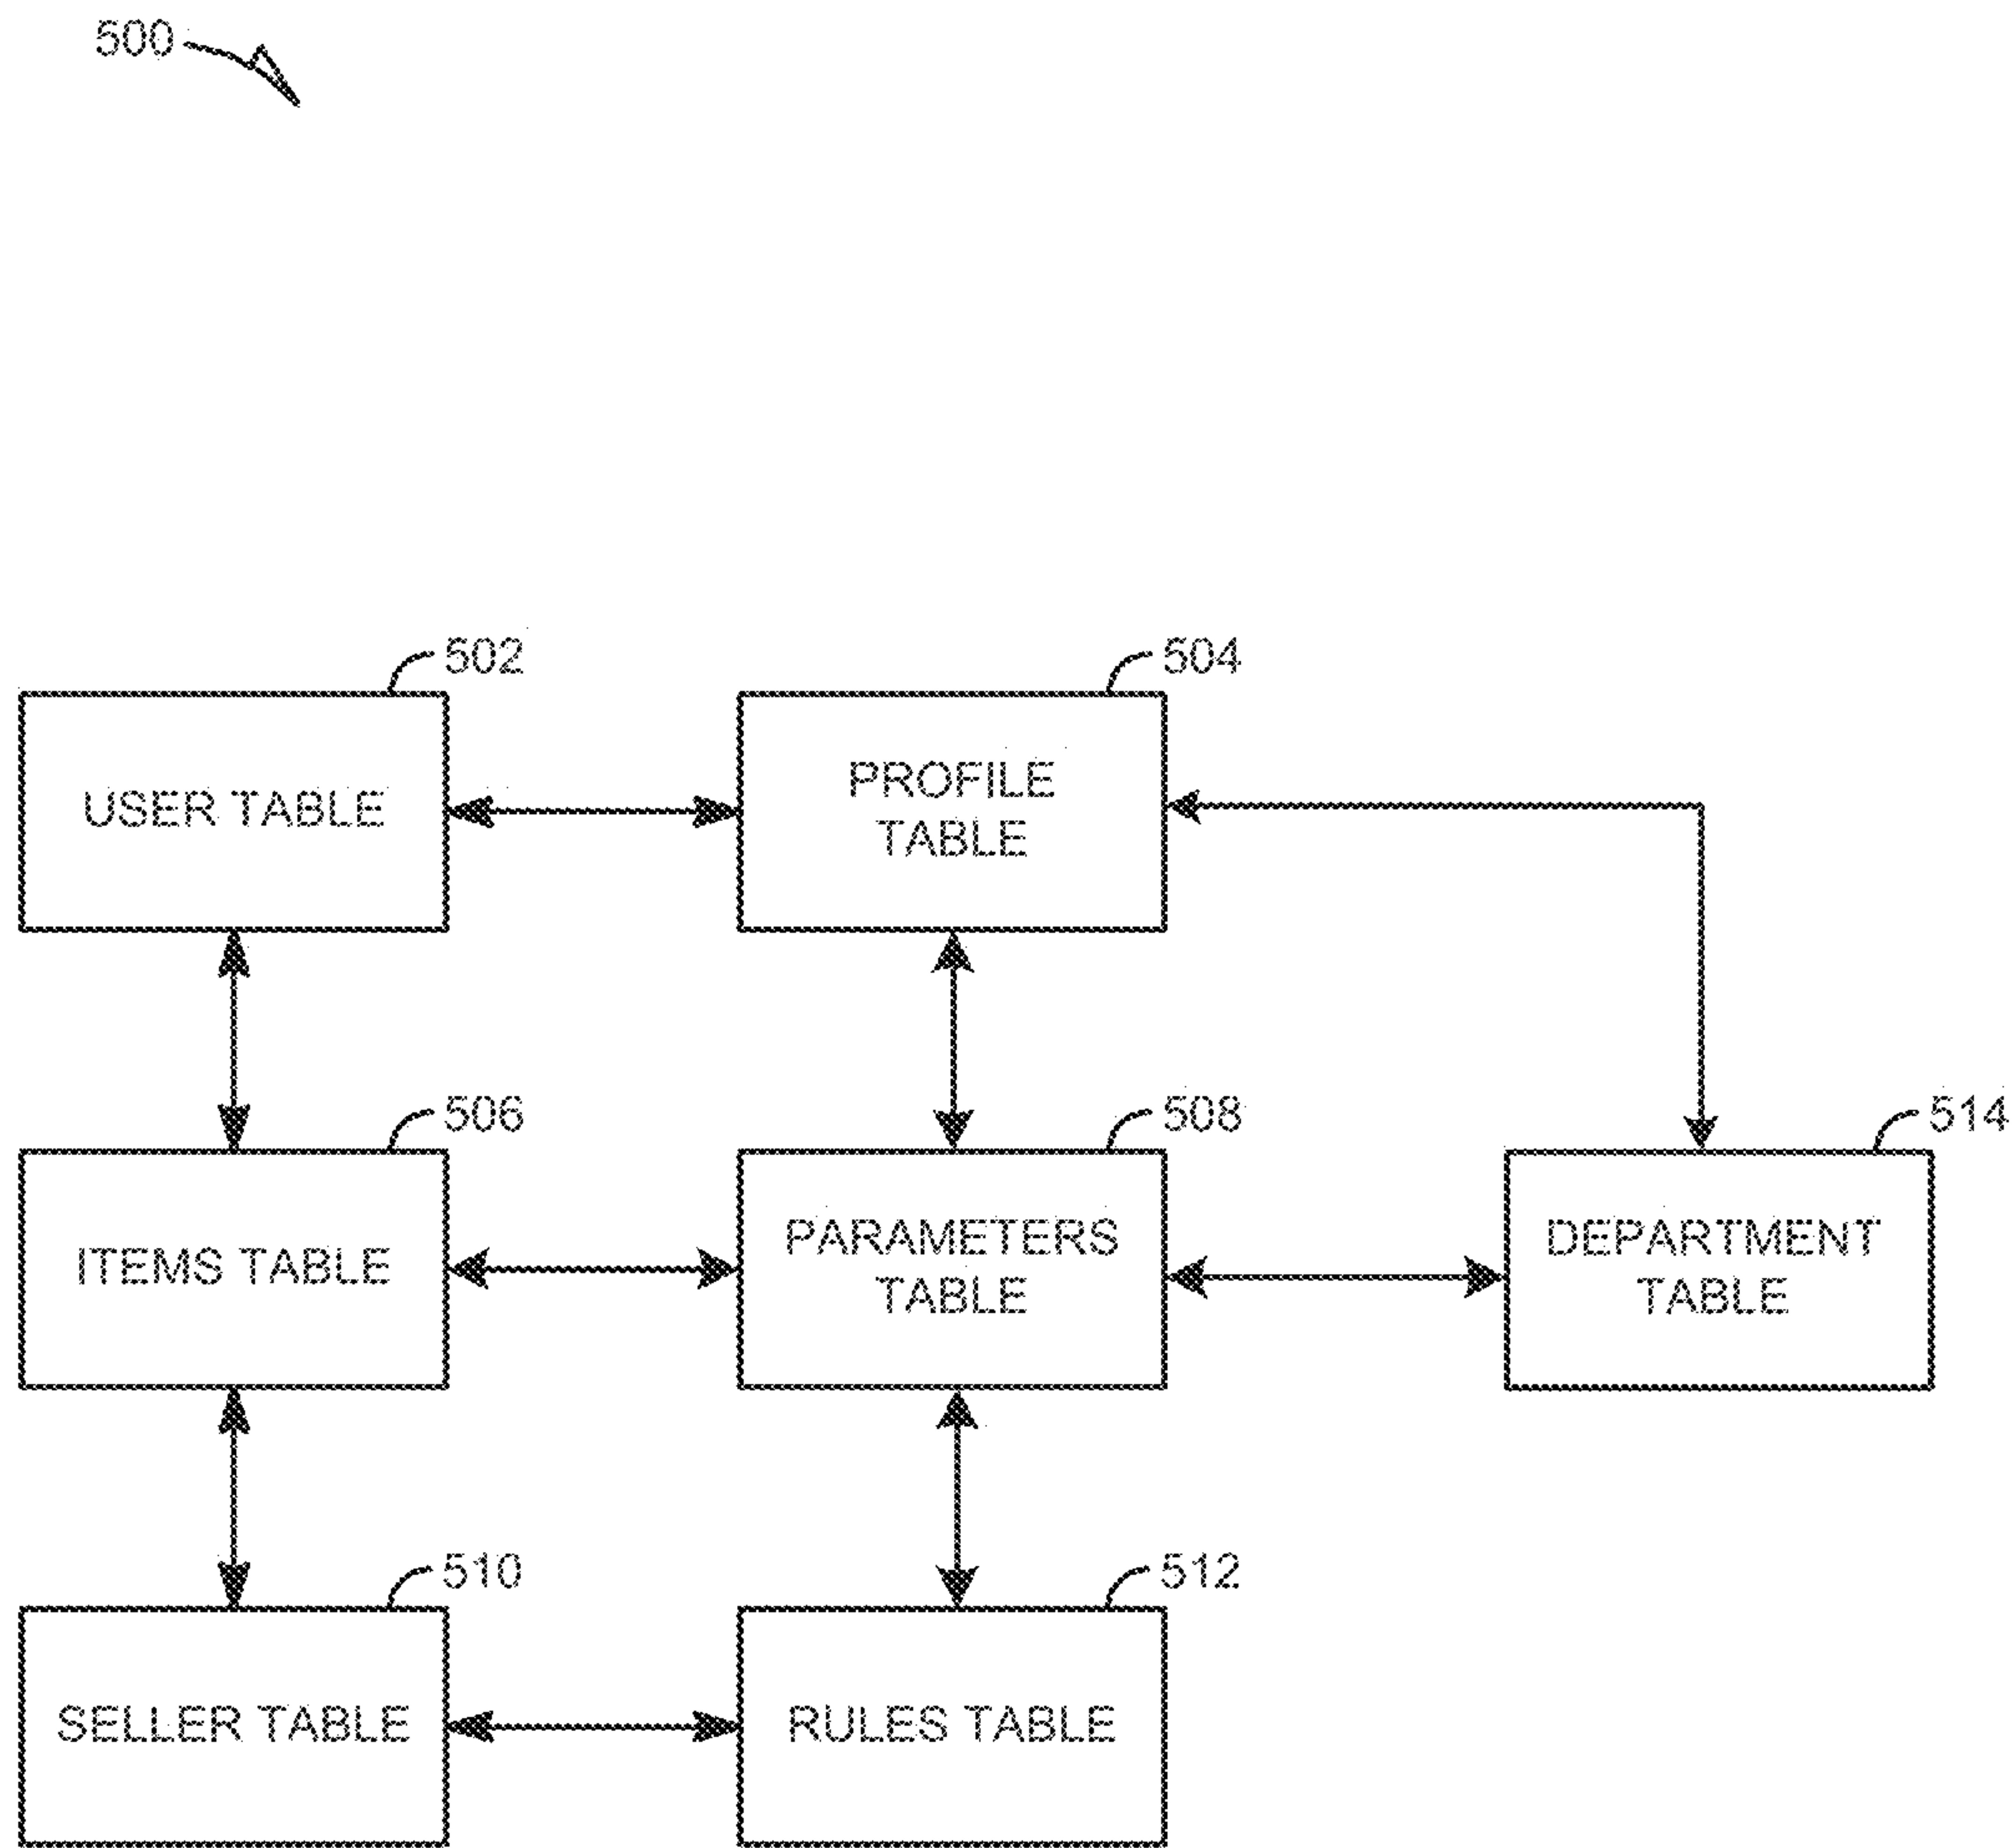 500
502
504
USER TABLE
PROFILE
TABLE
506
508
514
ITEMS TABLE
PARAMETERS
TABLE
DEPARTMENT
TABLE
510
512
SELLER TABLE
RULES TABLE